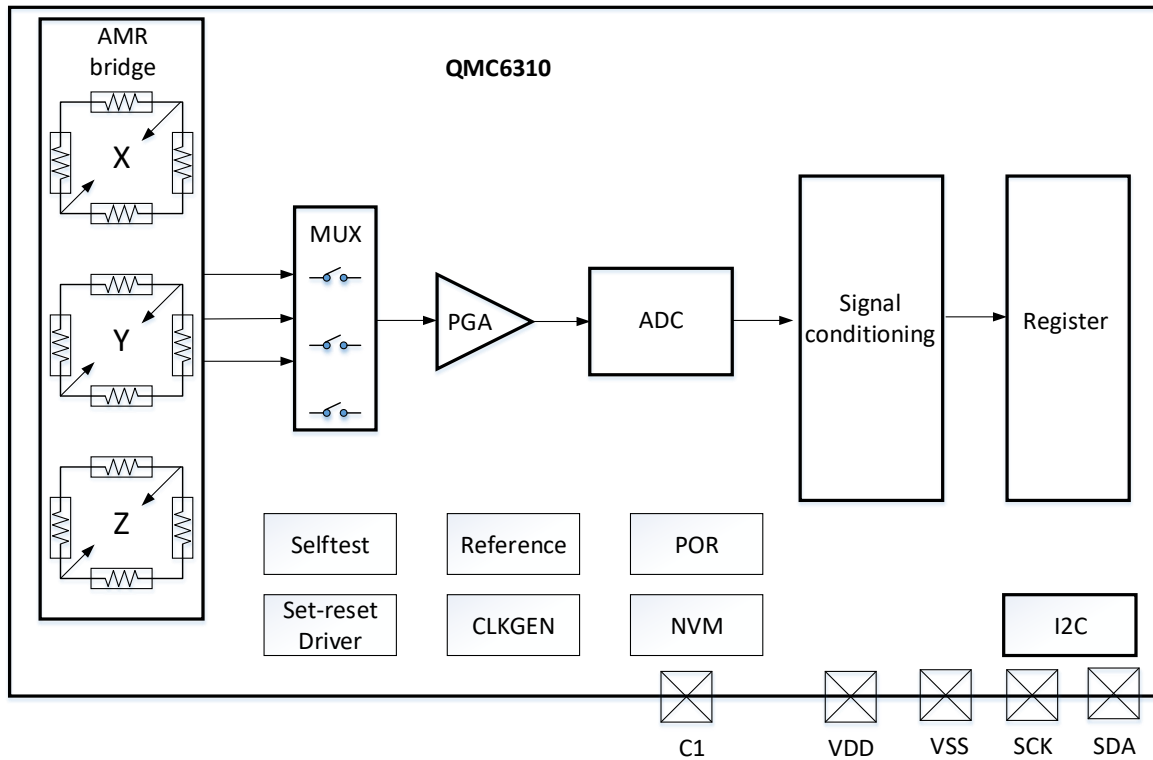 AMR
bridge
QMC6310
X
Y
Z
MUX
PGA
ADC
Signal
conditioning
Register
Selftest
Reference
POR
Set-reset
Driver
CLKGEN
NVM
I2C
C1
VDD
VSS
SCK
SDA